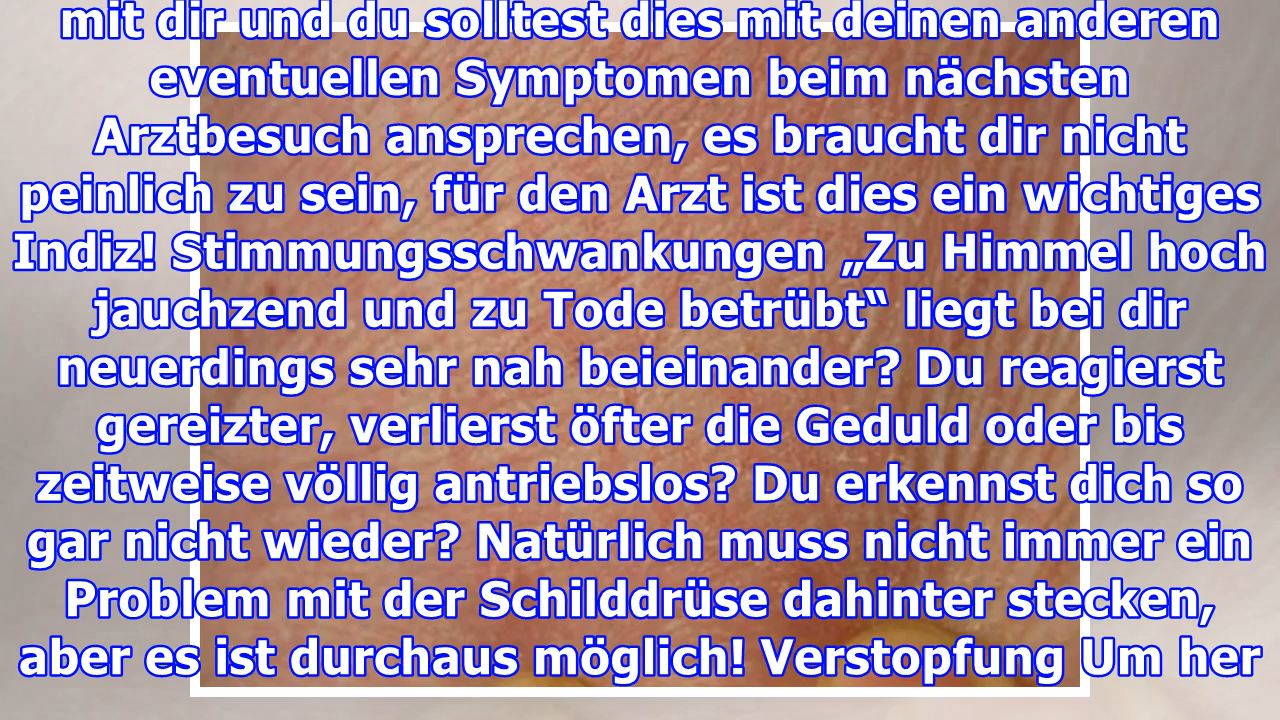 mit dir und du solltest dies mit deinen anderen
eventuellen Symptomen beim nächsten
Arztbesuch ansprechen, es braucht dir nicht
peinlich zu sein, für den Arzt ist dies ein wichtiges
Indiz! Stimmungsschwankungen „Zu Himmel hoch
jauchzend und zu Tode betrübt“ liegt bei dir
neuerdings sehr nah beieinander? Du reagierst
gereizter, verlierst öfter die Geduld oder bis
zeitweise völlig antriebslos? Du erkennst dich so
gar nicht wieder? Natürlich muss nicht immer ein
Problem mit der Schilddrüse dahinter stecken,
aber es ist durchaus möglich! Verstopfung Um her